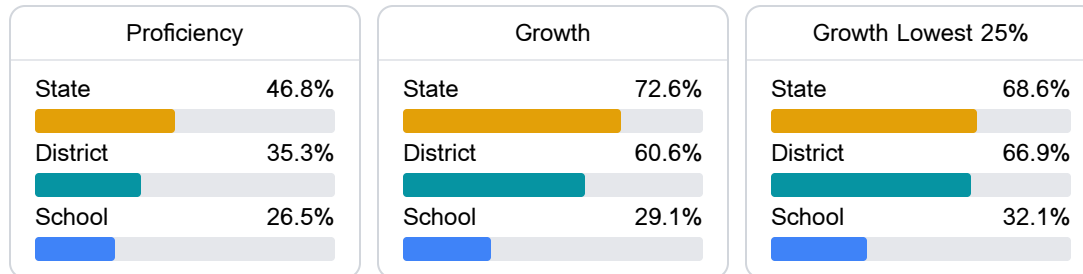 Proficiency
State 46.8%
District 35.3%
School 26.5%
Growth
State 72.6%
District 60.6%
School 29.1%
Growth Lowest 25%
State 68.6%
District 66.9%
School 32.1%